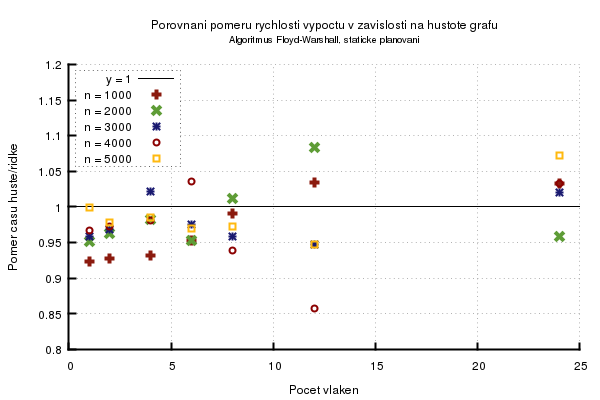 Porovnani pomeru rychlosti vypoctu v zavislosti na hustote grafu
Algoritmus Floyd-Warshall, staticke planovani
1.2
1.15
1.1
1.05
1
0.95
0.9
0.85
0.8
y = 1
n = 1000
n = 2000
n = 3000
n = 4000
n = 5000
Pomer casu huste/ridke
0
5
10
15
20
25
Pocet vlaken